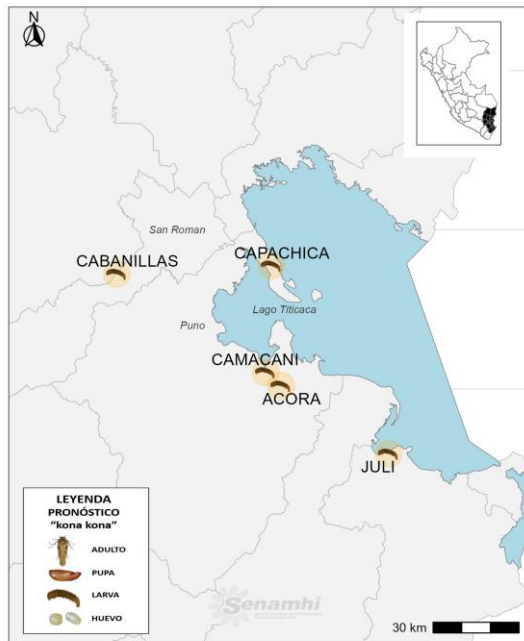 N
San Roman
CABANILLAS
CAPACHICA
Lago Titicaca
Puno
CAMACANI
ACORA
JULI
LEYENDA
PRONÓSTICO
"kona kona"
ADULTO
PUPA
LARVA
HUEVO
Senamhi
30 km